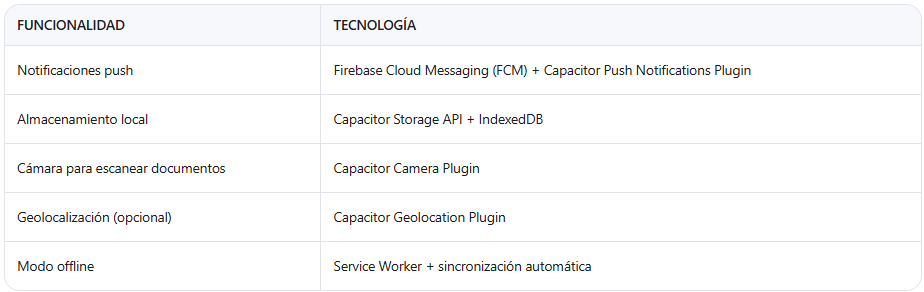 FUNCIONALIDAD TECNOLOGÍA
Notificaciones push Firebase Cloud Messaging (FCM) + Capacitor Push Notifications Plugin
Almacenamiento local Capacitor Storage API + IndexedDB
Cámara para escanear documentos Capacitor Camera Plugin
Geolocalización (opcional) Capacitor Geolocation Plugin
Modo offline Service Worker + sincronización automática